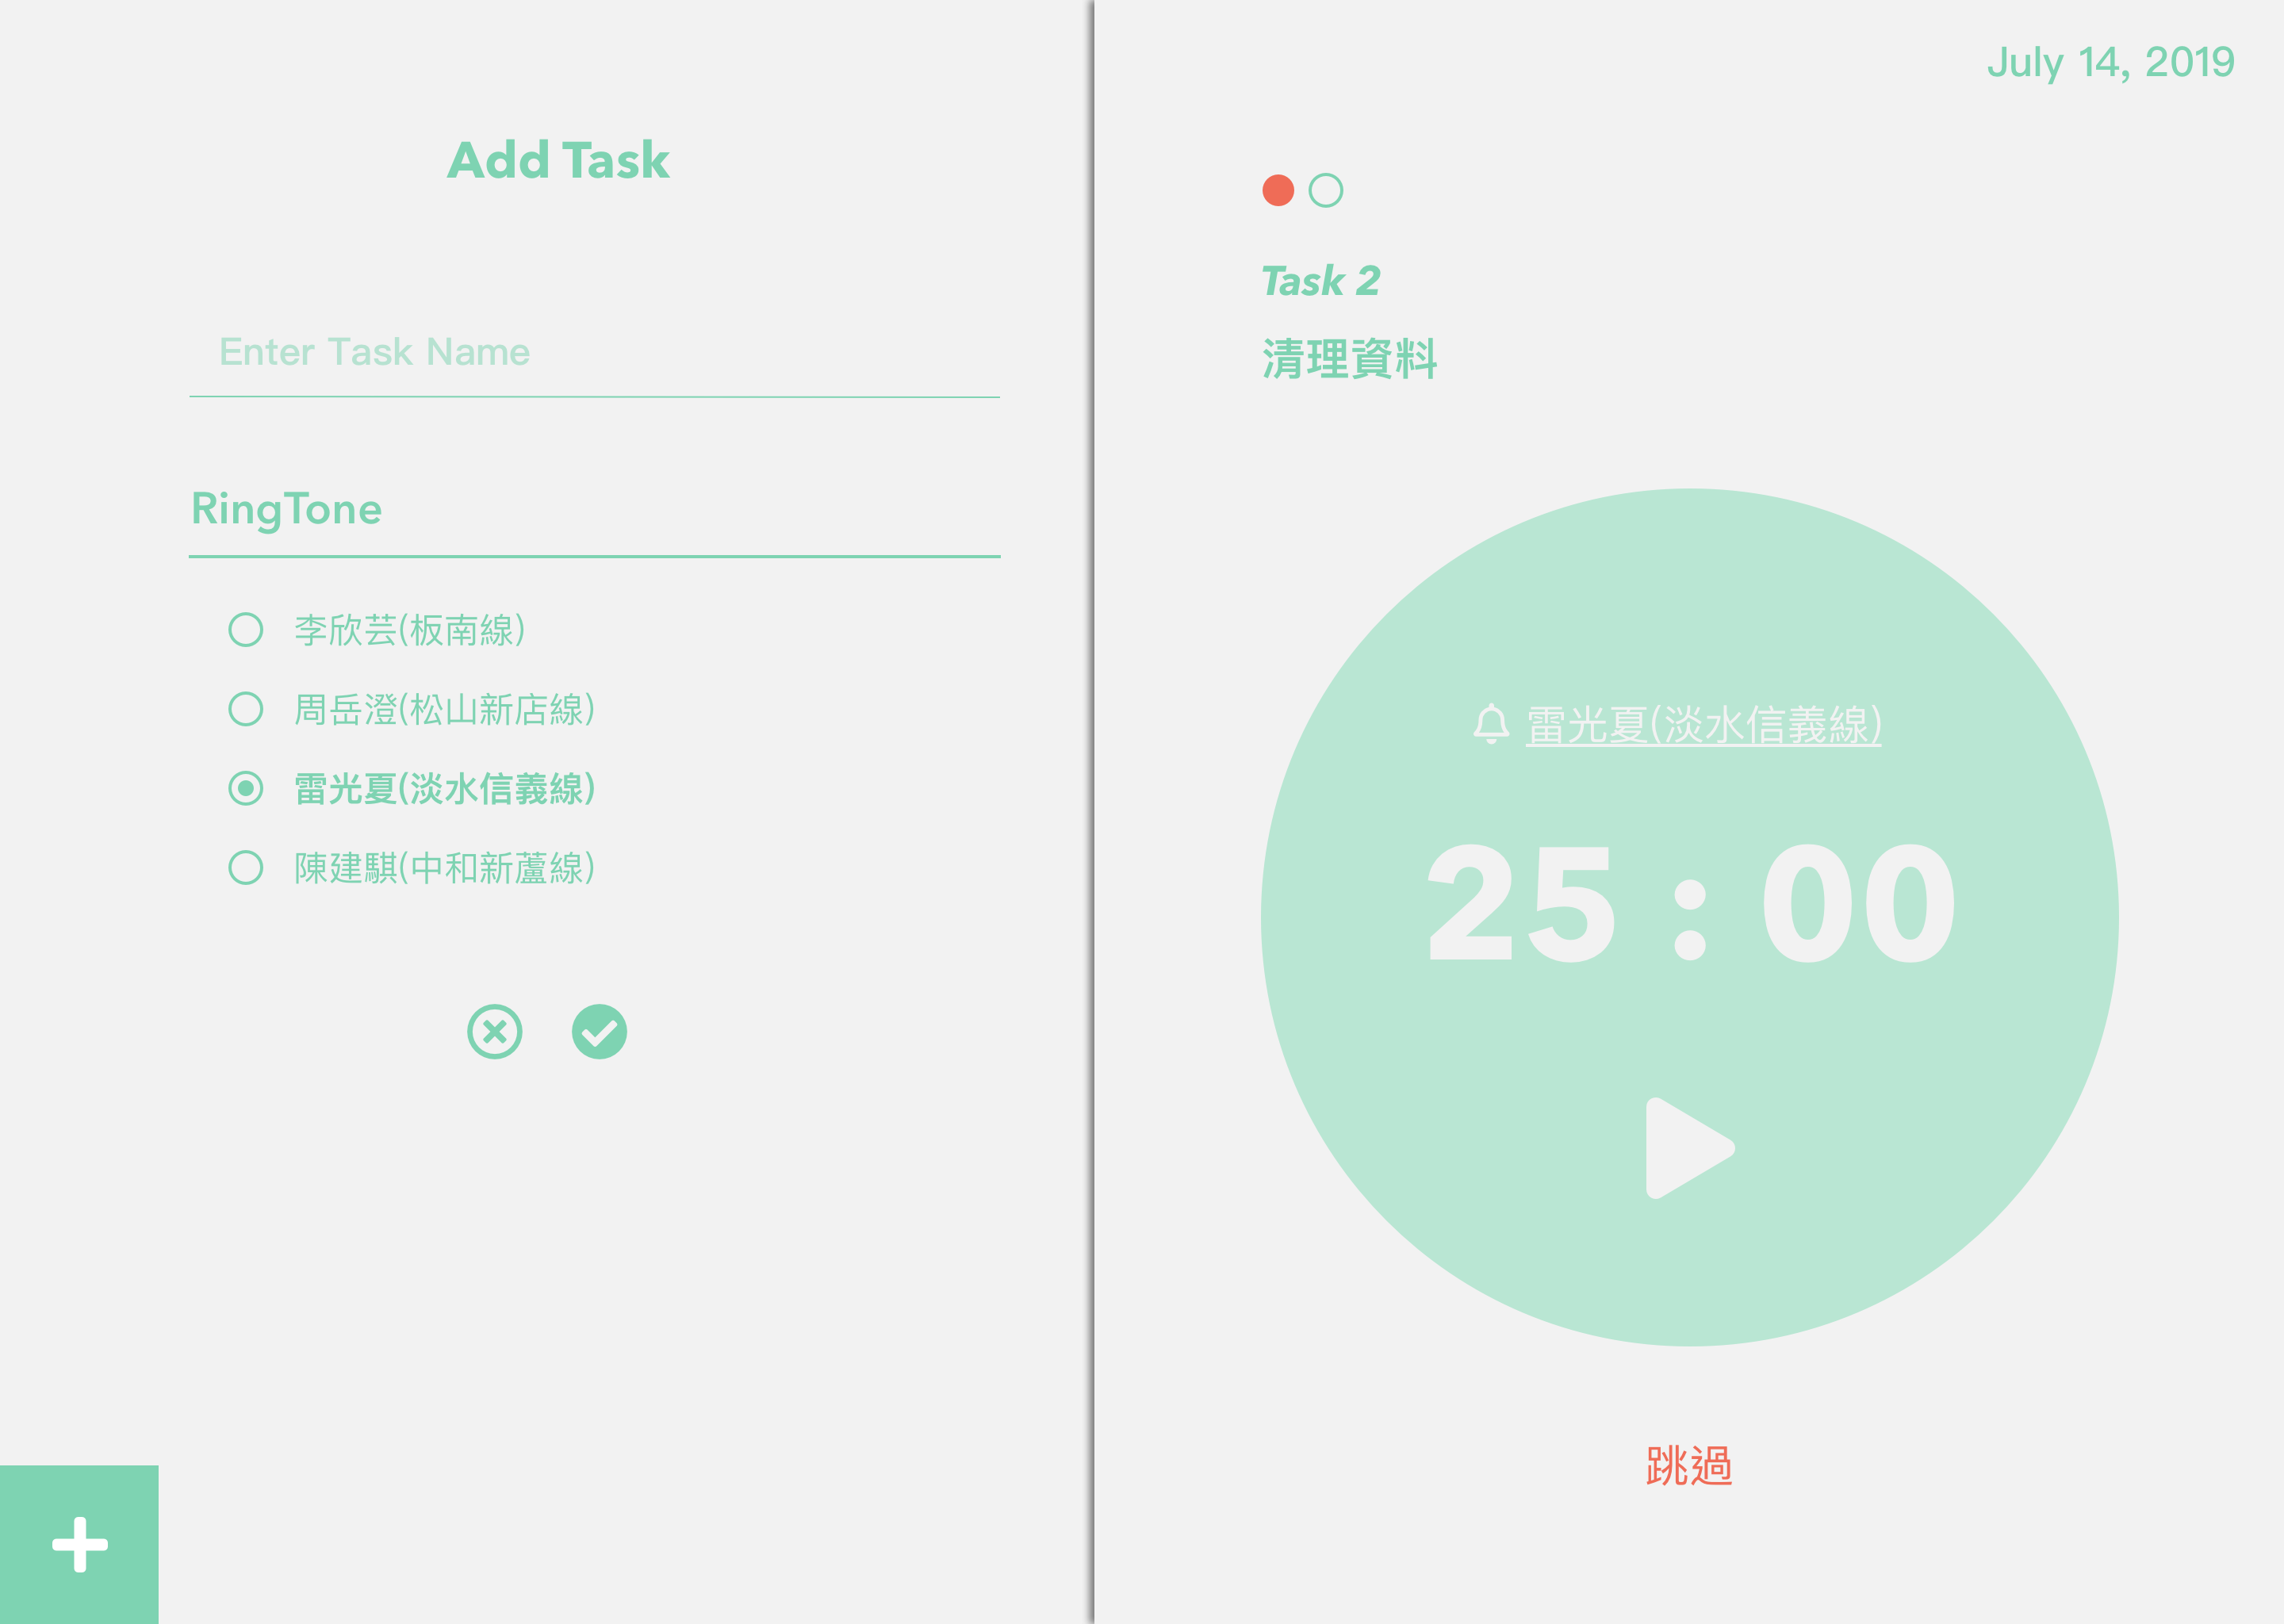 Add Task
Enter Task Name
RingTone
李欣芸(板南線)
周岳澄(松山新店線)
雷光夏(淡水信義線)
陳建騏(中和新蘆線)
July 14, 2019
Task 2
清理資料
雷光夏(淡水信義線)
25 : 00
跳過